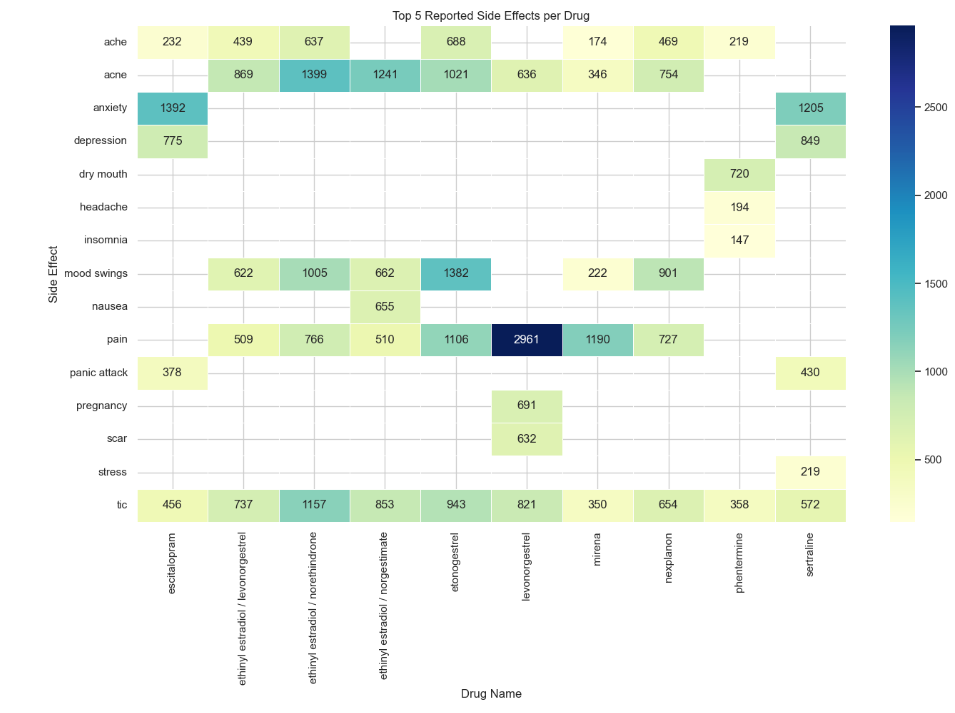 Top 5 Reported Side Effects per Drug
Side Effect
ache 232 439 637 688 174 469 219
acne 869 1399 1241 1021 636 346 754
anxiety 1392 1205
depression 775 849
dry mouth 720
headache 194
insomnia 147
mood swings 622 1005 662 1382 222 901
nausea 655
pain 509 766 510 1106 2961 1190 727
panic attack 378 430
pregnancy 691
scar 632
stress 219
tic 456 737 1157 853 943 821 350 654 358 572
escitalopram
ethinyl estradiol / levonorgestrel
ethinyl estradiol / norethindrone
ethinyl estradiol / norgestimate
etonogestrel
levonorgestrel
mirena
nexplanon
phentermine
sertraline
Drug Name
2500
2000
1500
1000
500